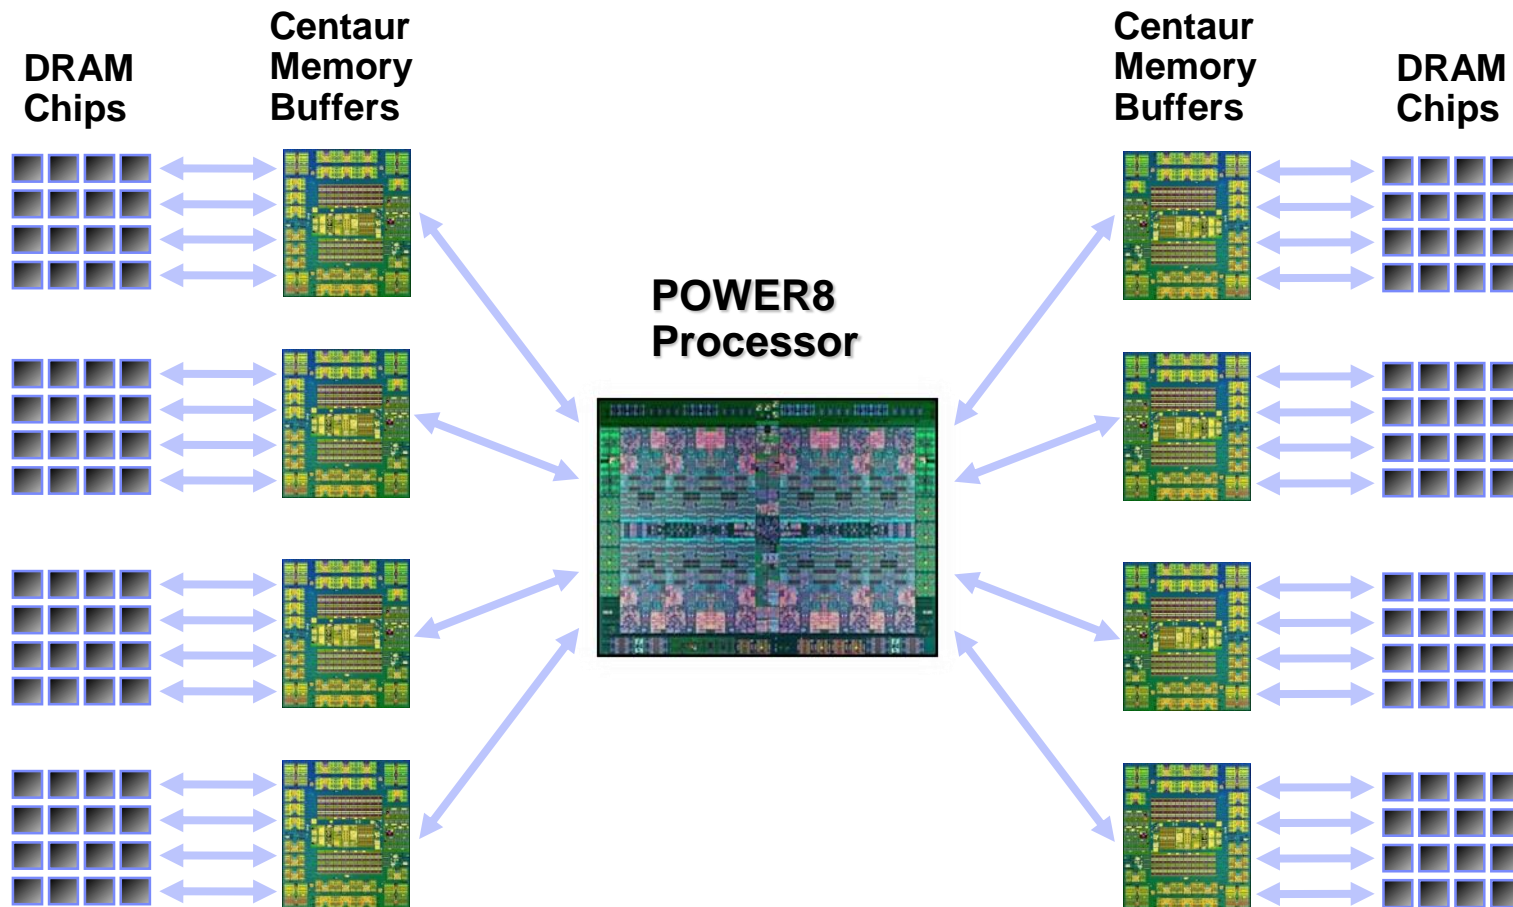 DRAM
Chips
Centaur
Memory
Buffers
POWER8
Processor
Centaur
Memory
Buffers
DRAM
Chips